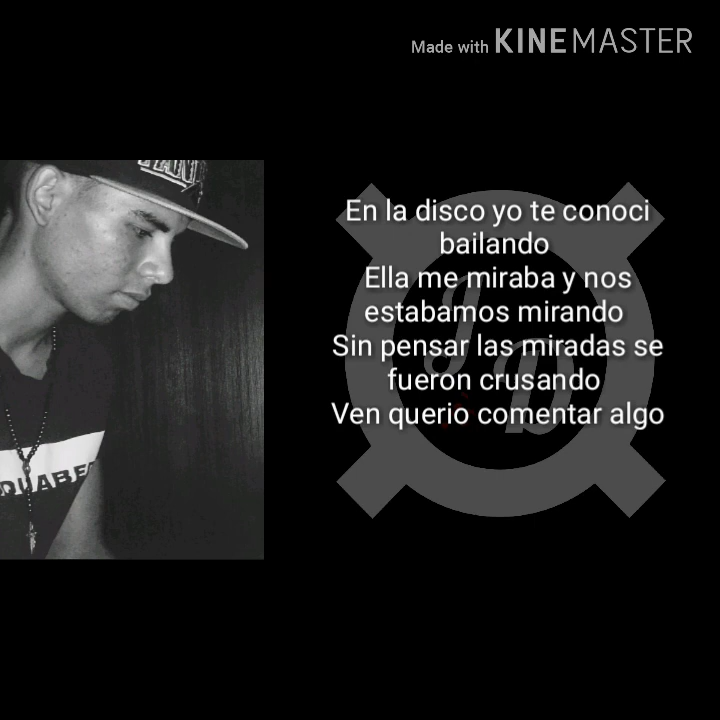 Made with KINEMASTER
En la disco yo te conoci
bailando
Ella me miraba y nos
estabamos mirando
Sin pensar las miradas se
fueron crusando
Ven querio comentar algo